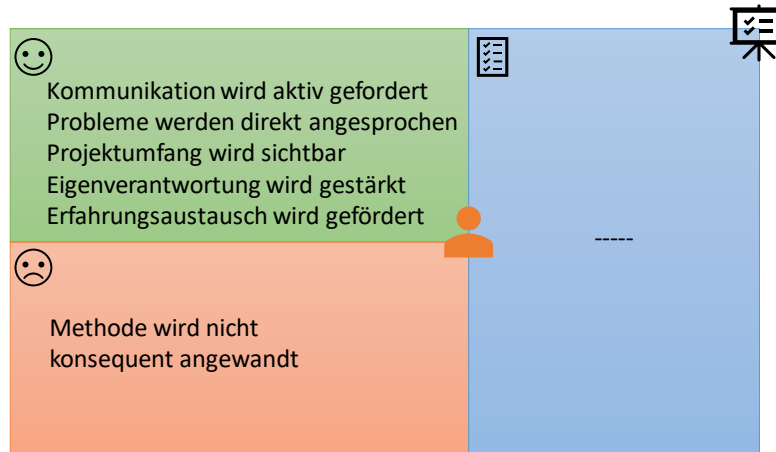 Kommunikation wird aktiv gefordert
Probleme werden direkt angesprochen
Projektumfang wird sichtbar
Eigenverantwortung wird gestärkt
Erfahrungsaustausch wird gefördert
Methode wird nicht
konsequent angewandt
-----